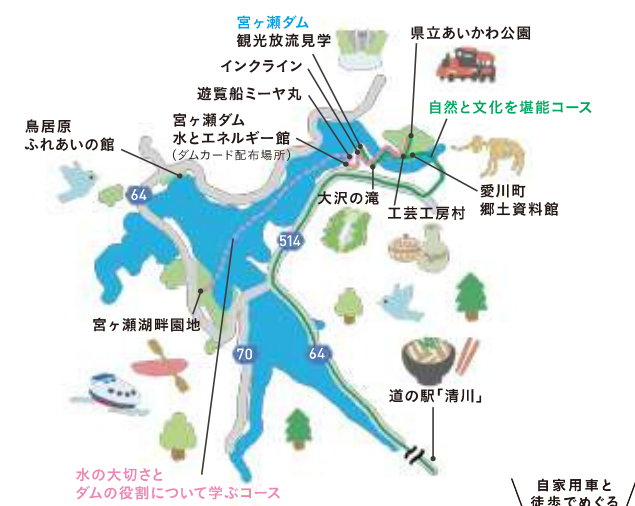 宮ヶ瀬ダム
観光放流見学
インクライン
遊覧船ミーヤ丸
宮ヶ瀬ダム
水とエネルギー館
(ダムカード配布場所)
県立あいかわ公園
自然と文化を堪能コース
鳥居原
ふれあいの館
64
大沢の滝
工芸工房村
愛川町
郷土資料館
514
宮ヶ瀬湖畔園地
70
64
道の駅「清川」
水の大切さと
ダムの役割について学ぶコース
自家用車と
徒歩でめぐる